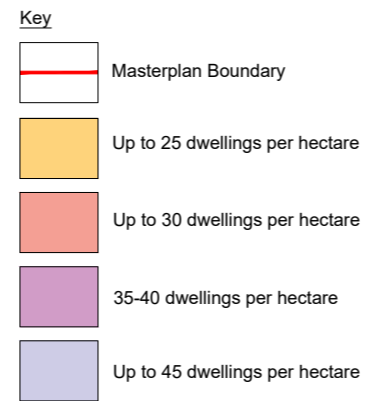 Key
Masterplan Boundary
Up to 25 dwellings per hectare
Up to 30 dwellings per hectare
35-40 dwellings per hectare
Up to 45 dwellings per hectare